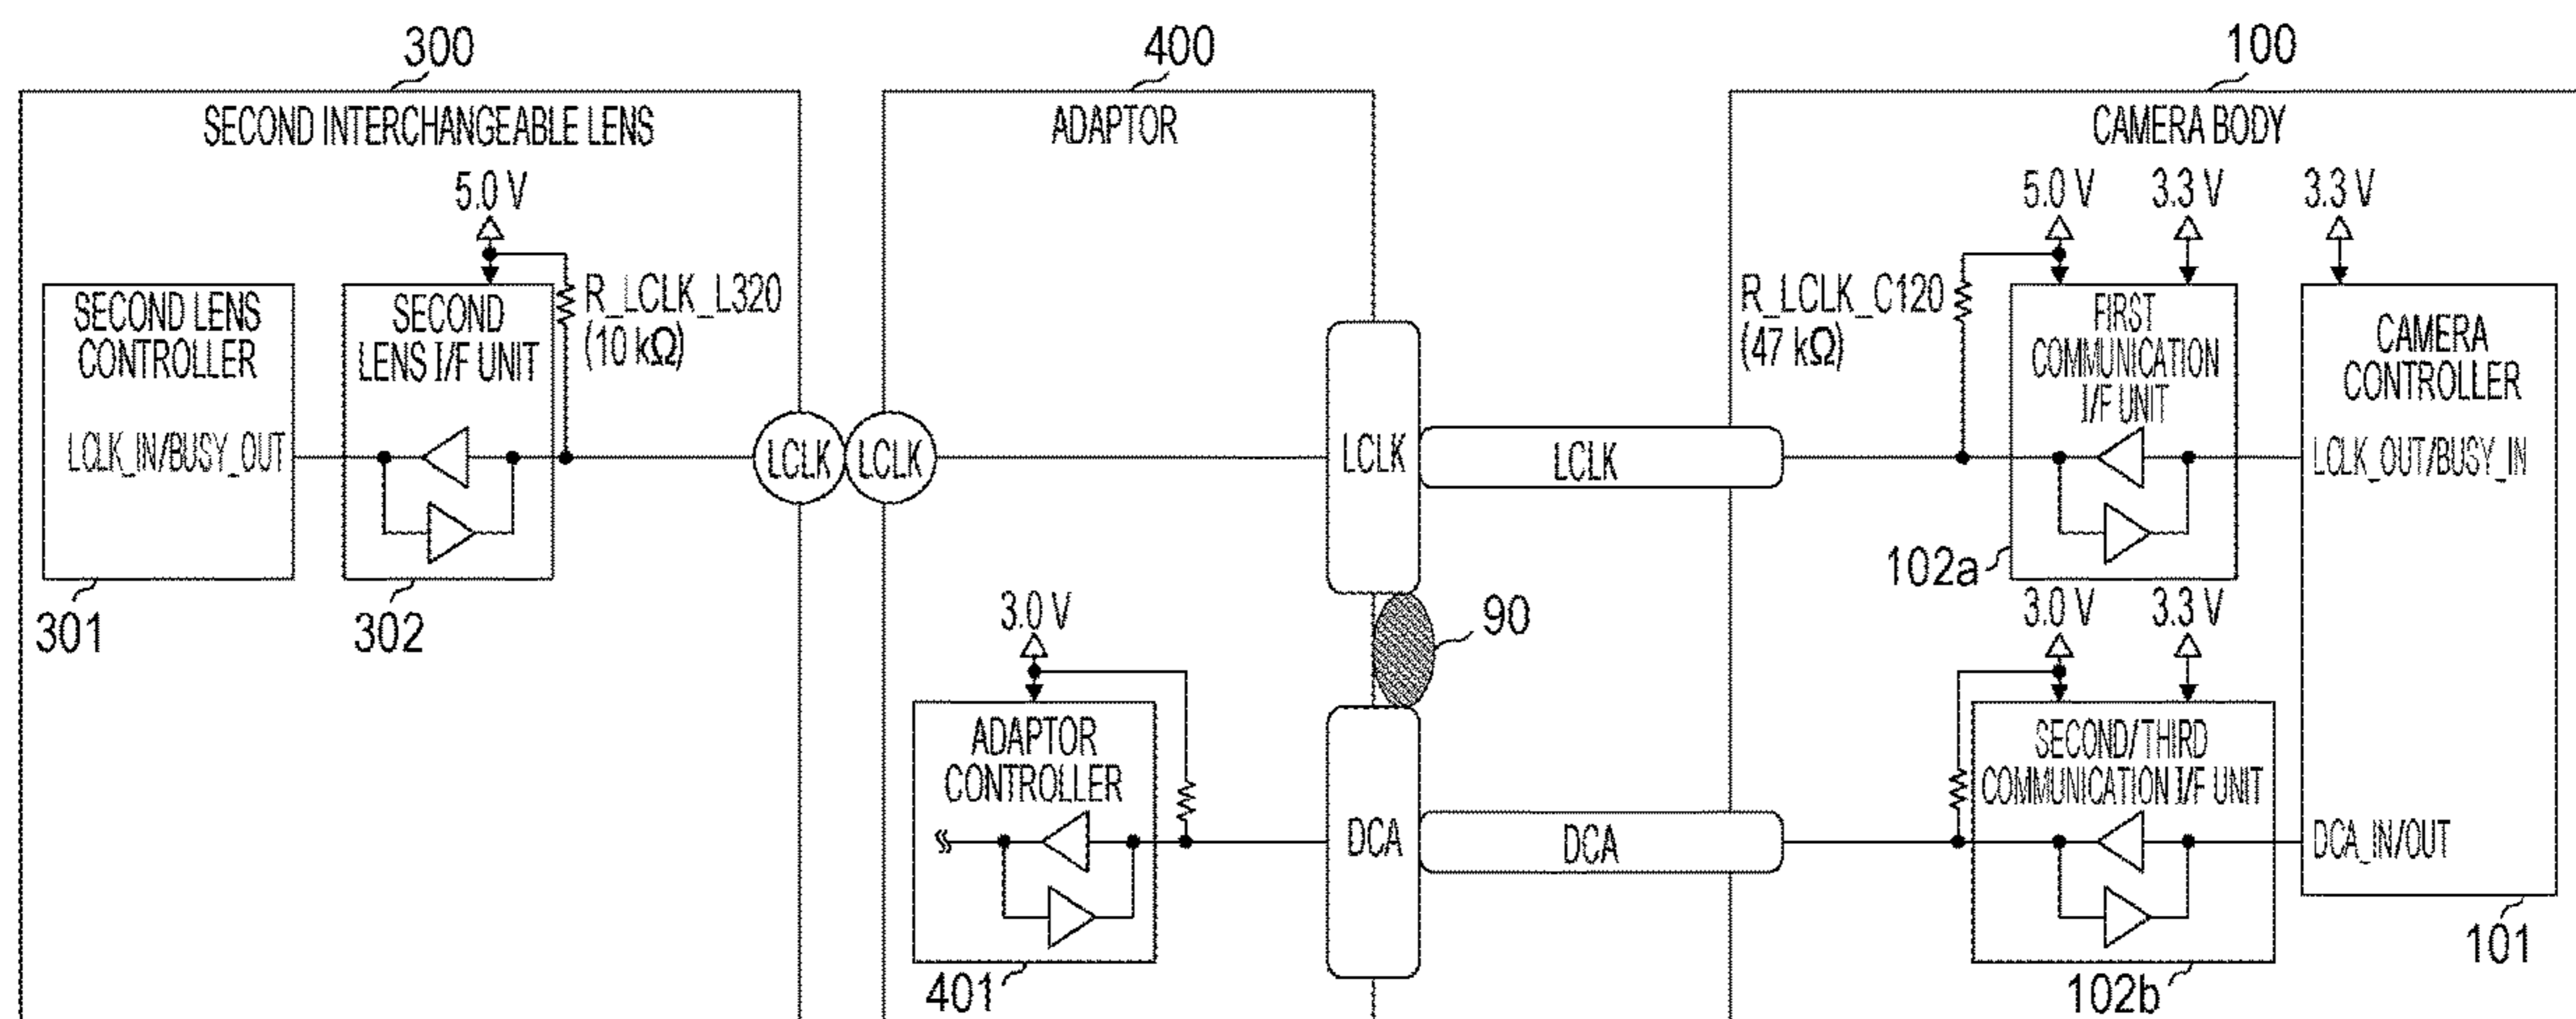 300
400
100
SECOND INTERCHANGEABLE LENS
ADAPTOR
CAMERA BODY
5.0 V
5.0 V
3.3 V
3.3 V
SECOND LENS
CONTROLLER
LCLK_IN/BUSY_OUT
SECOND
LENS I/F UNIT
R_LCLK_L320
(10 kΩ)
LCLK
LCLK
LCLK
LCLK
R_LCLK_C120
(47 kΩ)
FIRST
COMMUNICATION
I/F UNIT
CAMERA
CONTROLLER
LCLK_OUT/BUSY_IN
301
302
102a
3.0 V
90
3.0 V
3.3 V
ADAPTOR
CONTROLLER
DCA
DCA
SECOND/THIRD
COMMUNICATION I/F UNIT
DCA_IN/OUT
401
102b
101